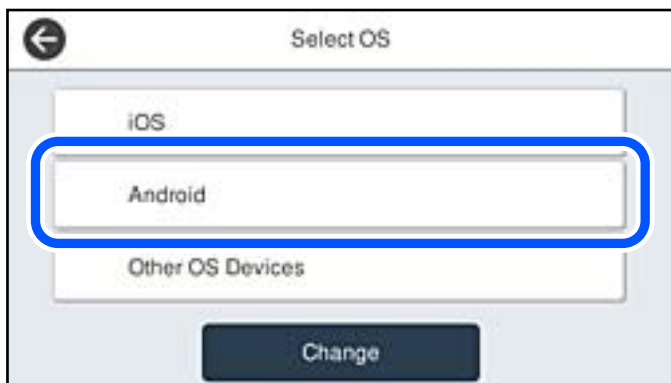 Select OS
iOS
Android
Other OS Devices
Change